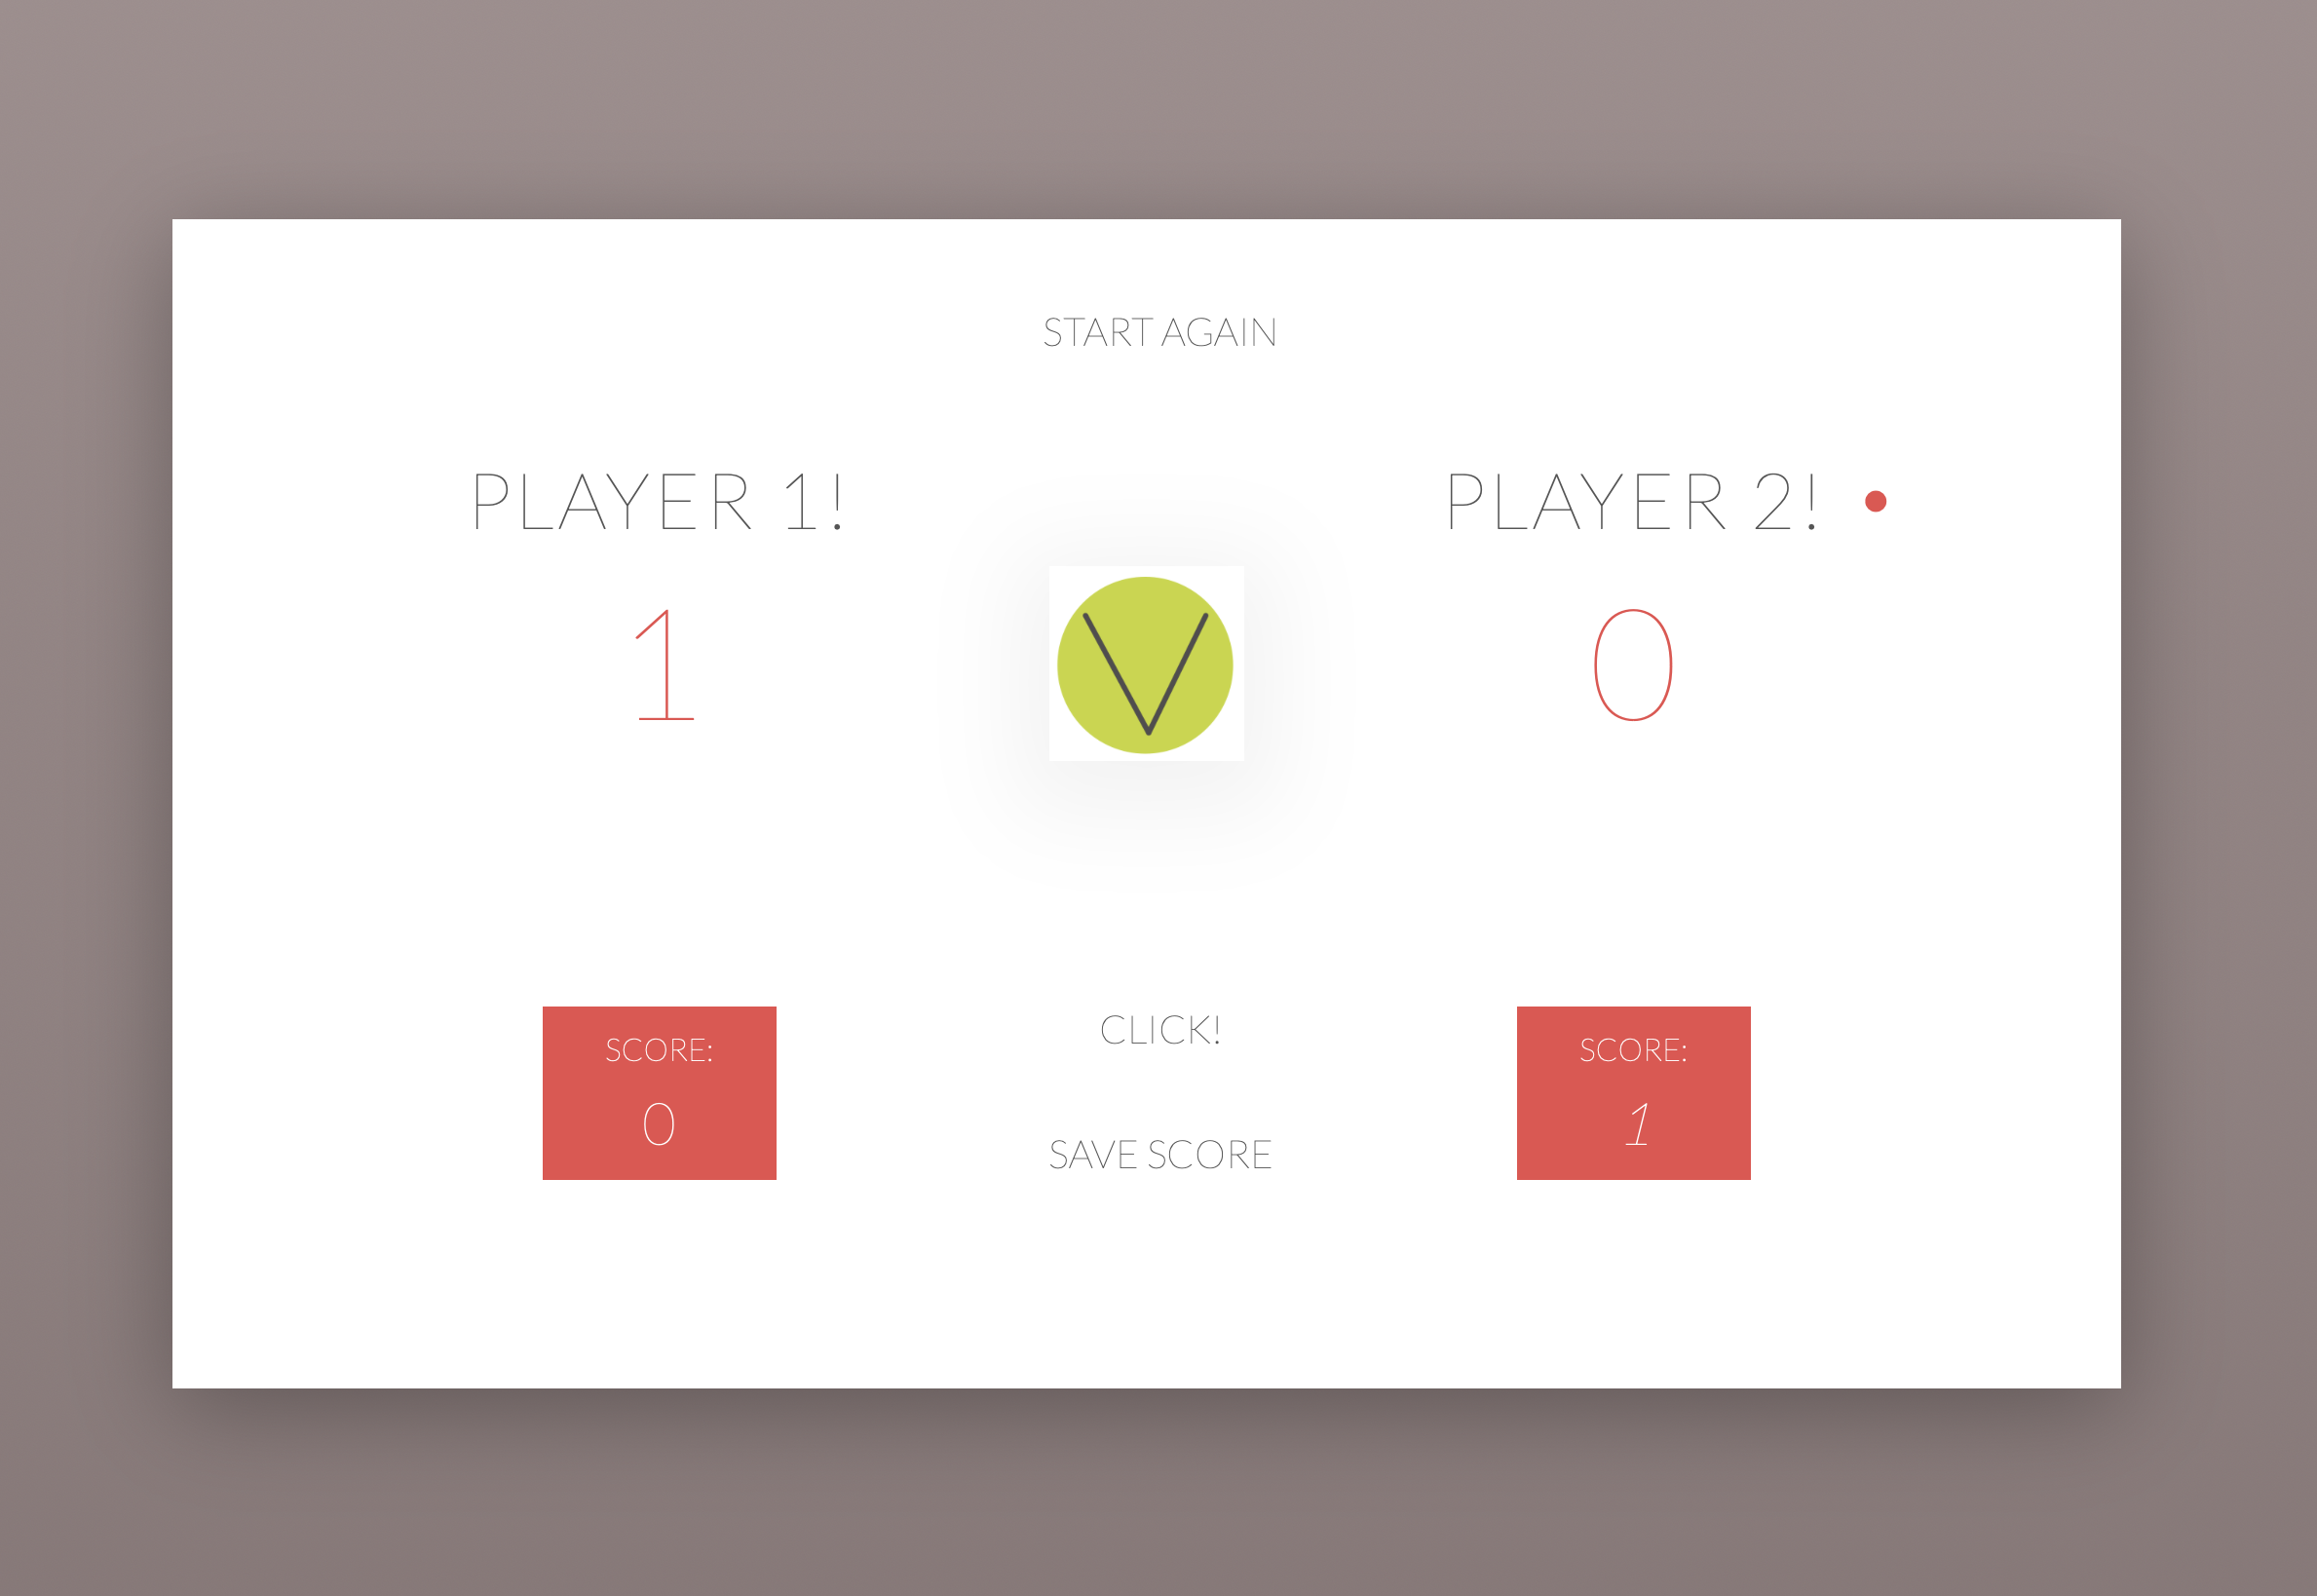 START AGAIN
PLAYER 1!
PLAYER 2!
1
0
V
SCORE:
0
CLICK!
SAVE SCORE
SCORE:
1